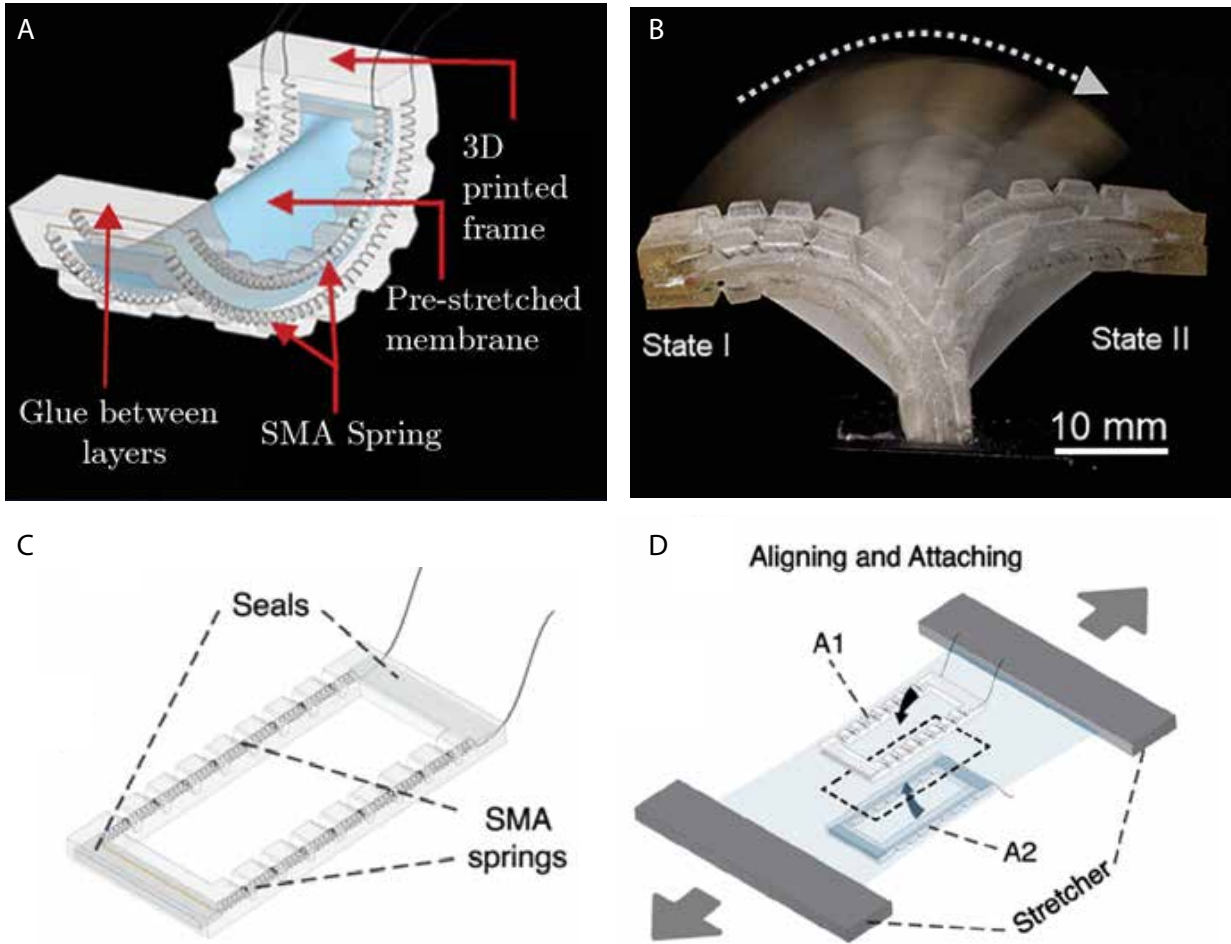 A
3D
printed
frame
Pre-stretched
membrane
Glue between
layers
SMA Spring
B
State I
State II
10 mm
C
Seals
SMA
springs
D
Aligning and Attaching
A1
A2
Stretcher